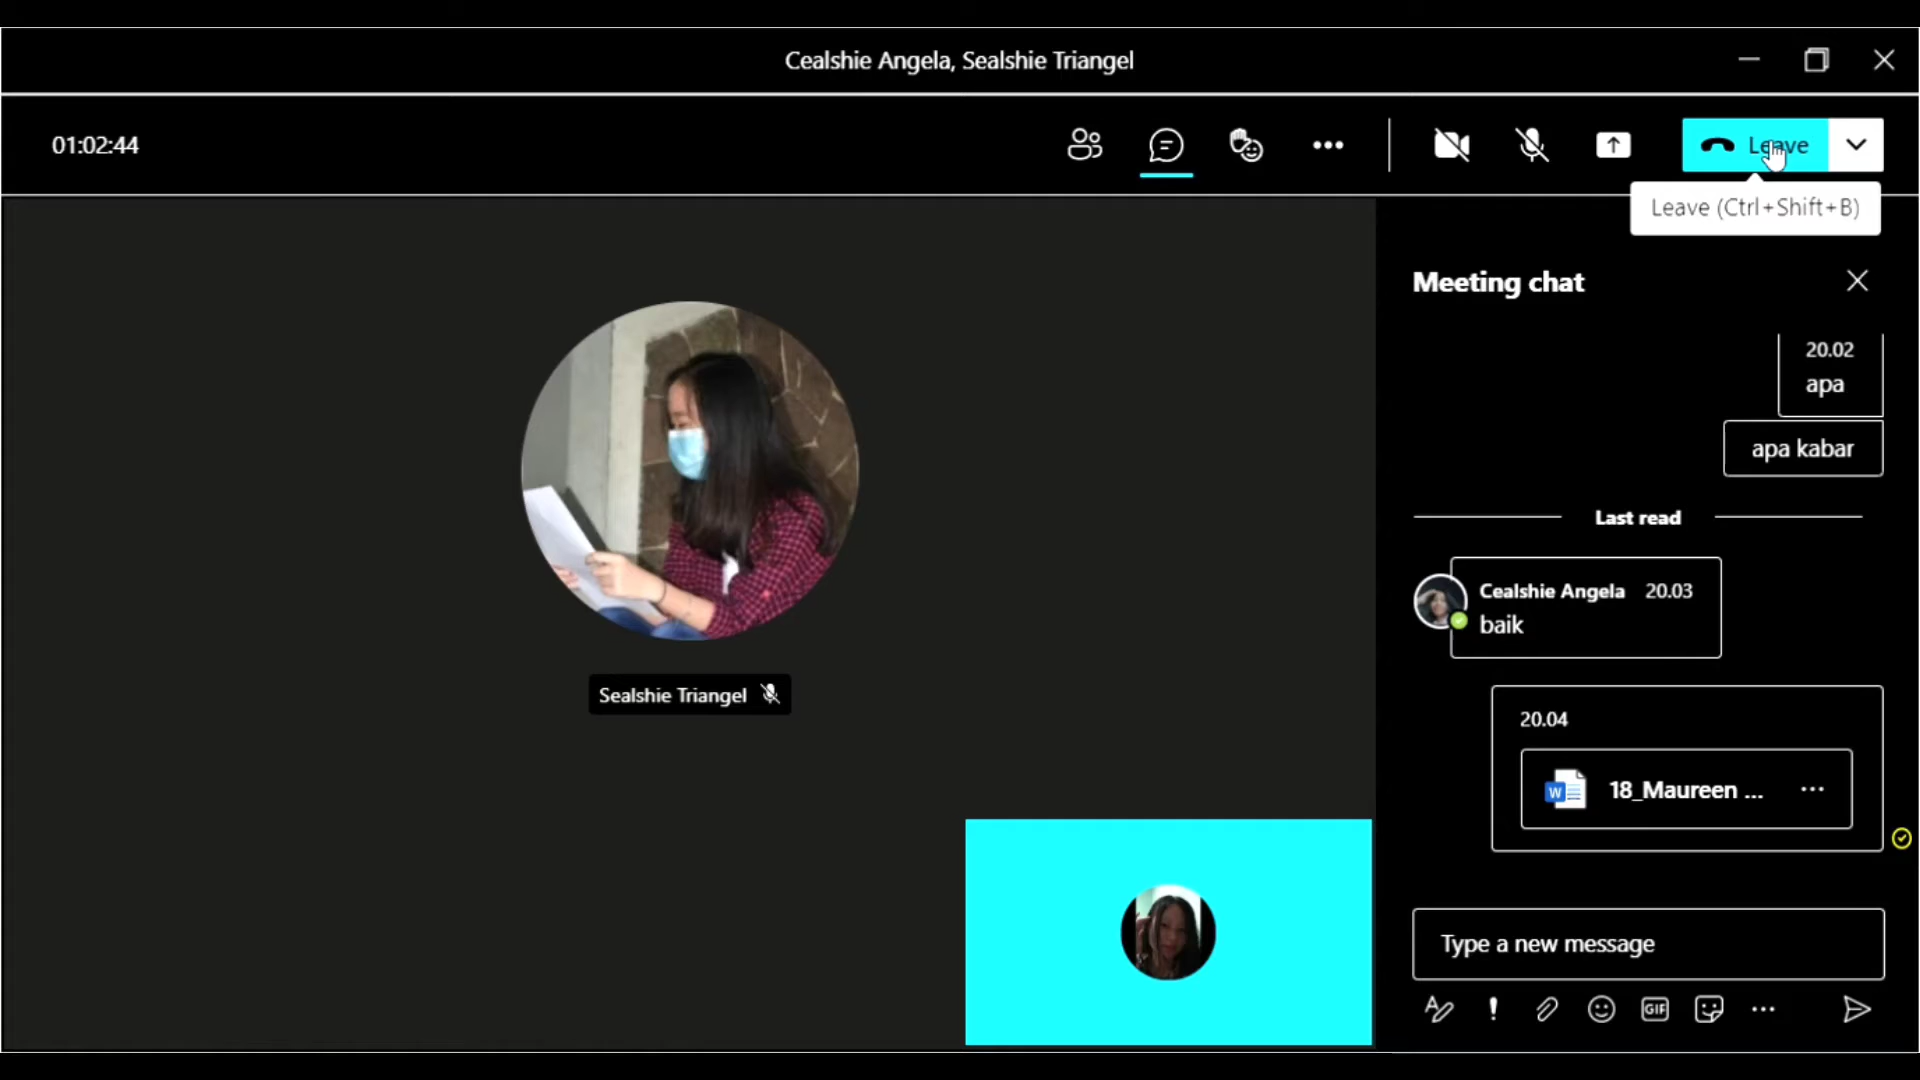 Cealshie Angela, Sealshie Triangel
01:02:44
Leave
Leave (Ctrl+Shift+B)
Meeting chat
20.02
apa
apa kabar
Last read
Cealshie Angela 20.03
baik
20.04
W 18_Maureen ...
Sealshie Triangel
Type a new message
GIF